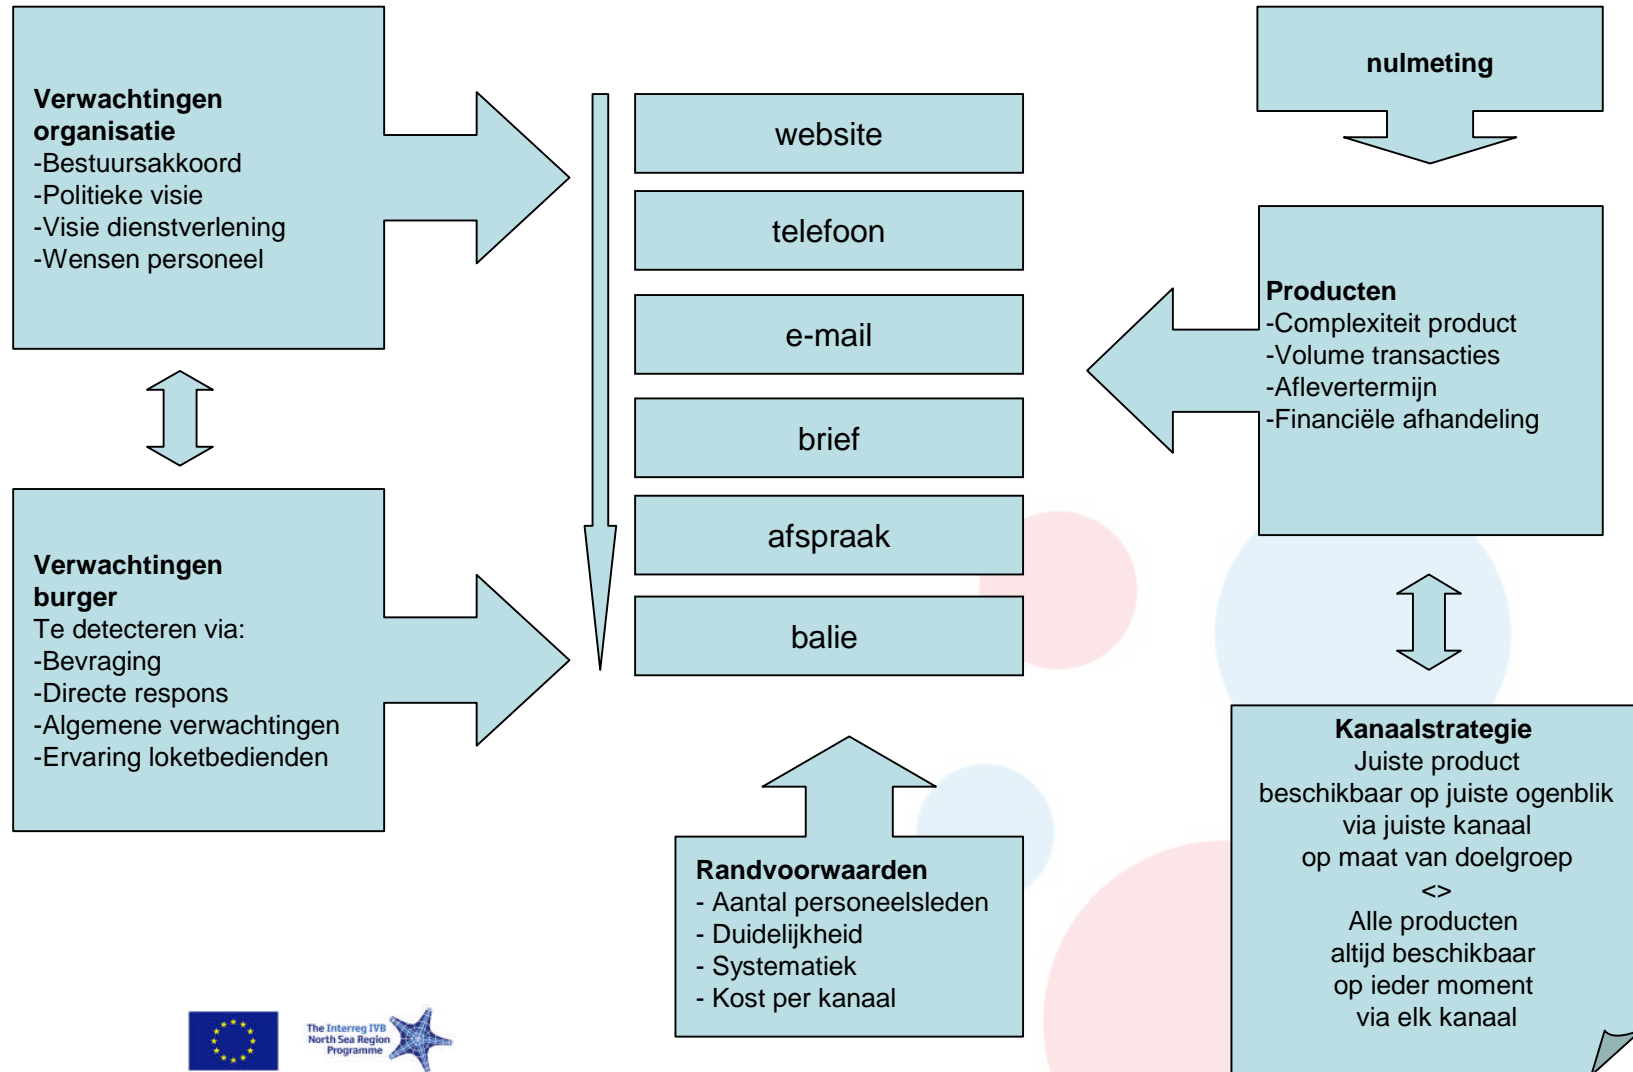 Verwachtingen
organisatie
-Bestuursakkoord
-Politieke visie
-Visie dienstverlening
-Wensen personeel
Verwachtingen
burger
Te detecteren via:
-Bevraging
-Directe respons
-Algemene verwachtingen
-Ervaring loketbedienden
website
telefoon
e-mail
brief
afspraak
balie
Randvoorwaarden
- Aantal personeelsleden
- Duidelijkheid
- Systematiek
- Kost per kanaal
nulmeting
Producten
-Complexiteit product
-Volume transacties
-Aflevertermijn
-Financiële afhandeling
Kanaalstrategie
Juiste product
beschikbaar op juiste ogenblik
via juiste kanaal
op maat van doelgroep
<>
Alle producten
altijd beschikbaar
op ieder moment
via elk kanaal
The Interreg IVB
North Sea Region
Programme